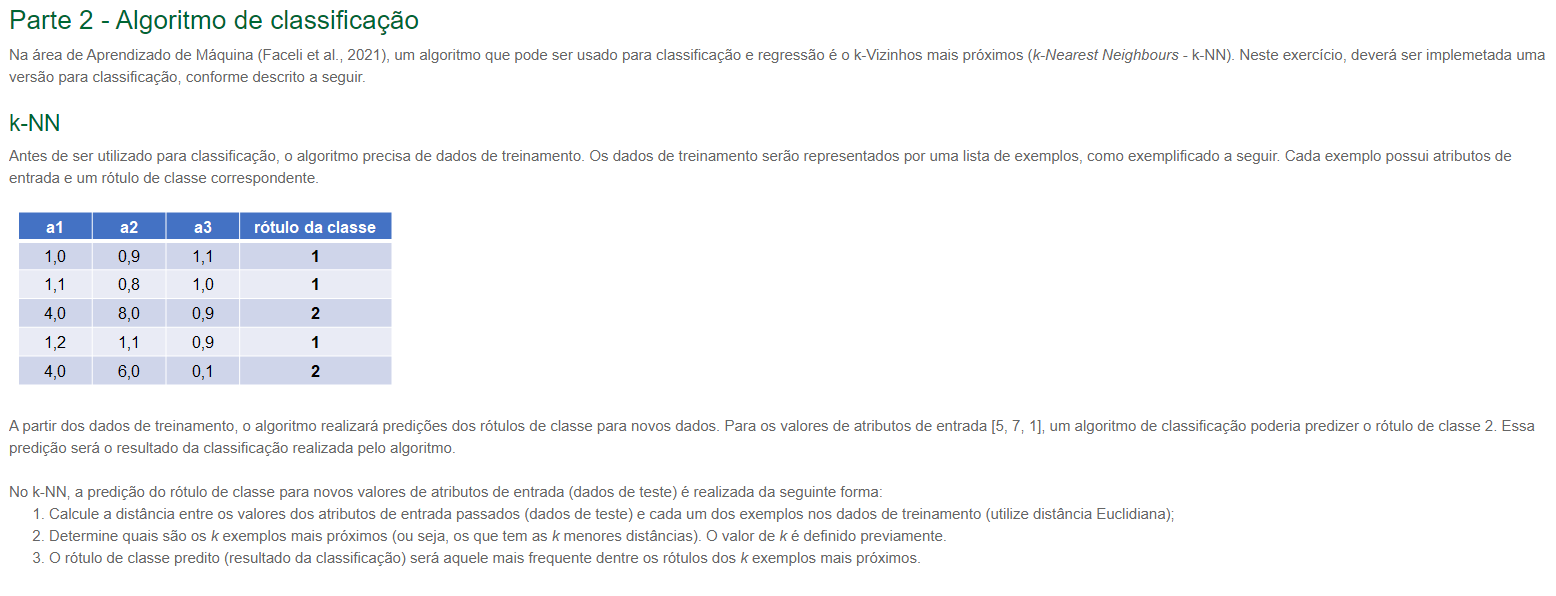 Parte 2 - Algoritmo de classificação
Na área de Aprendizado de Máquina (Faceli et al., 2021), um algoritmo que pode ser usado para classificação e regressão é o k-Vizinhos mais próximos (k-Nearest Neighbours - k-NN). Neste exercício, deverá ser implemetada uma
versão para classificação, conforme descrito a seguir.
k-NN
Antes de ser utilizado para classificação, o algoritmo precisa de dados de treinamento. Os dados de treinamento serão representados por uma lista de exemplos, como exemplificado a seguir. Cada exemplo possui atributos de
entrada e um rótulo de classe correspondente.
a1 a2 a3 rótulo da classe
1,0 0,9 1,1 1
1,1 0,8 1,0 1
4,0 8,0 0,9 2
1,2 1,1 0,9 1
4,0 6,0 0,1 2
A partir dos dados de treinamento, o algoritmo realizará predições dos rótulos de classe para novos dados. Para os valores de atributos de entrada [5, 7, 1], um algoritmo de classificação poderia predizer o rótulo de classe 2. Essa
predição será o resultado da classificação realizada pelo algoritmo.
No k-NN, a predição do rótulo de classe para novos valores de atributos de entrada (dados de teste) é realizada da seguinte forma:
1. Calcule a distância entre os valores dos atributos de entrada passados (dados de teste) e cada um dos exemplos nos dados de treinamento (utilize distância Euclidiana);
2. Determine quais são os k exemplos mais próximos (ou seja, os que tem as k menores distâncias). O valor de k é definido previamente.
3. O rótulo de classe predito (resultado da classificação) será aquele mais frequente dentre os rótulos dos k exemplos mais próximos.